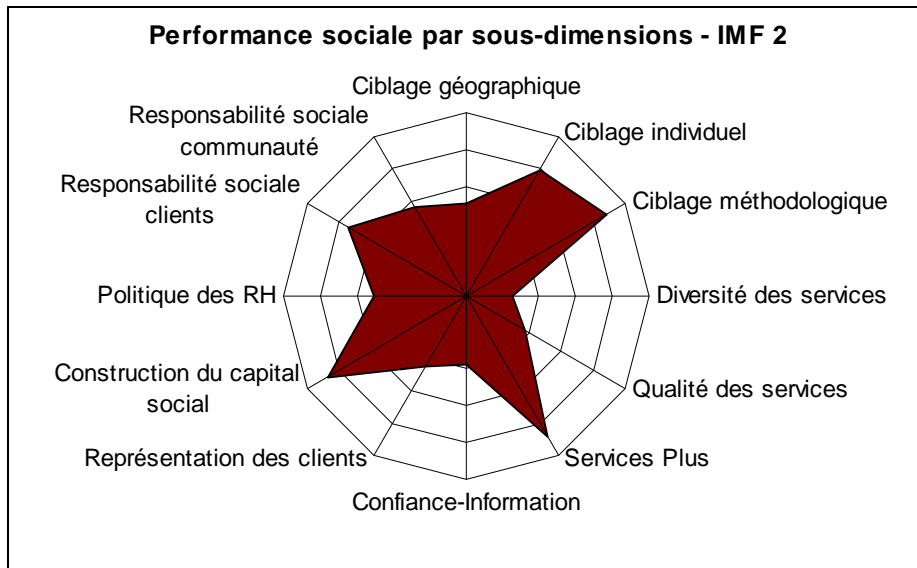 Performance sociale par sous-dimensions - IMF 2
Ciblage géographique
Ciblage individuel
Ciblage méthodologique
Diversité des services
Qualité des services
Services Plus
Confiance-Information
Représentation des clients
Construction du capital
social
Politique des RH
Responsabilité sociale
clients
Responsabilité sociale
communauté